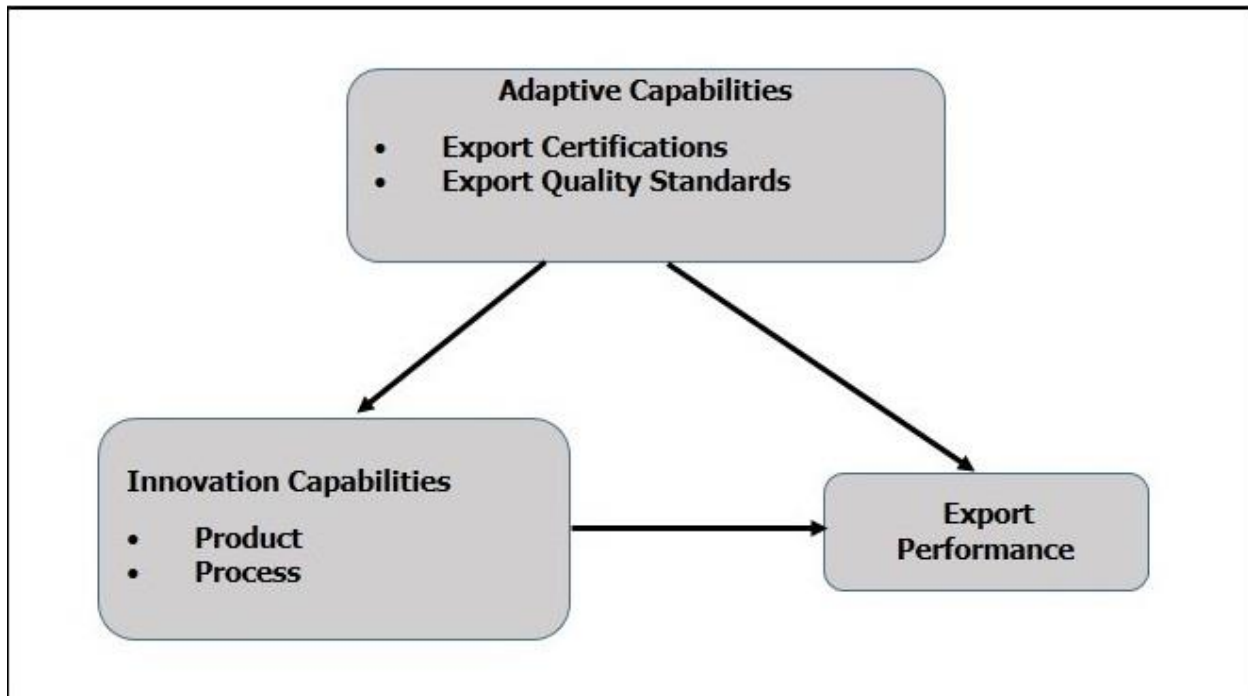 Adaptive Capabilities
• Export Certifications
• Export Quality Standards
Innovation Capabilities
• Product
• Process
Export
Performance